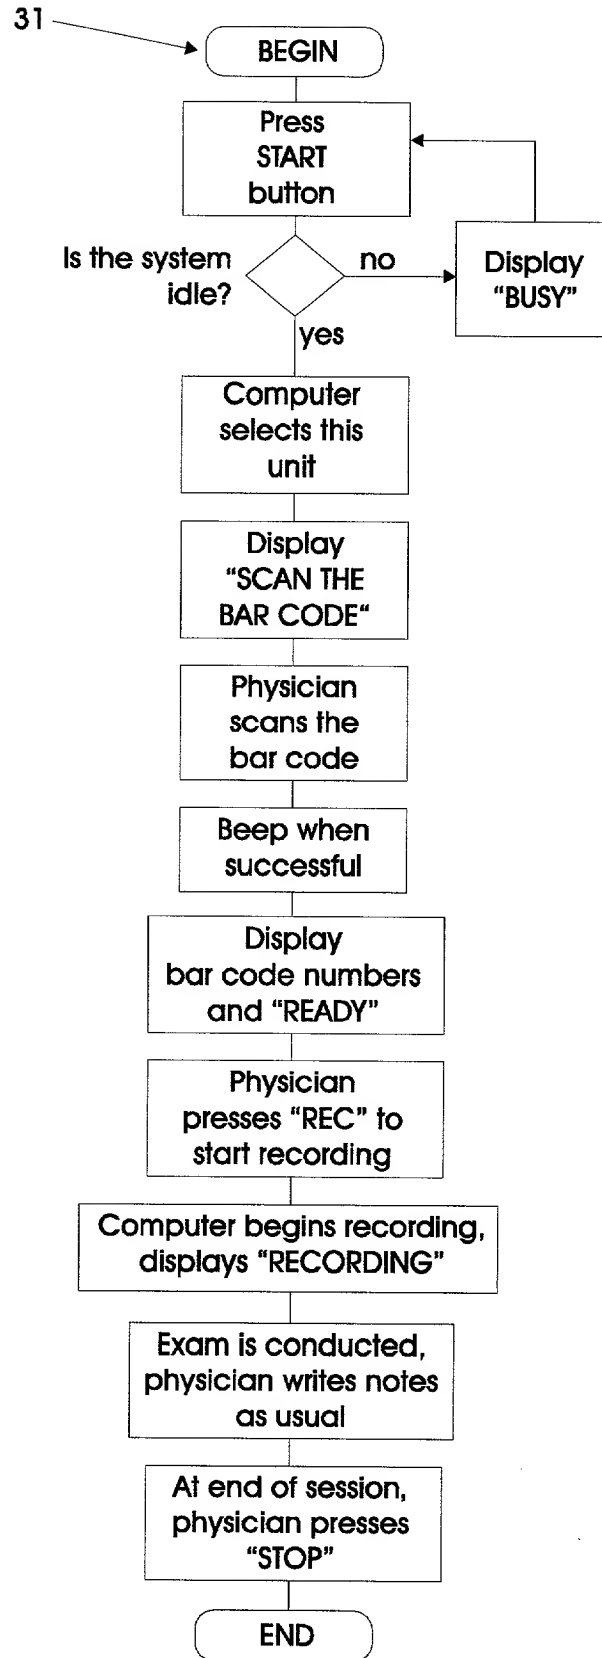 31
BEGIN
Press
START
button
Is the system
idle?
no
Display
“BUSY”
yes
Computer
selects this
unit
Display
“SCAN THE
BAR CODE“
Physician
scans the
bar code
Beep when
successful
Display
bar code numbers
and “READY”
Physician
presses “REC” to
start recording
Computer begins recording,
displays “RECORDING”
Exam is conducted,
physician writes notes
as usual
At end of session,
physician presses
“STOP”
END